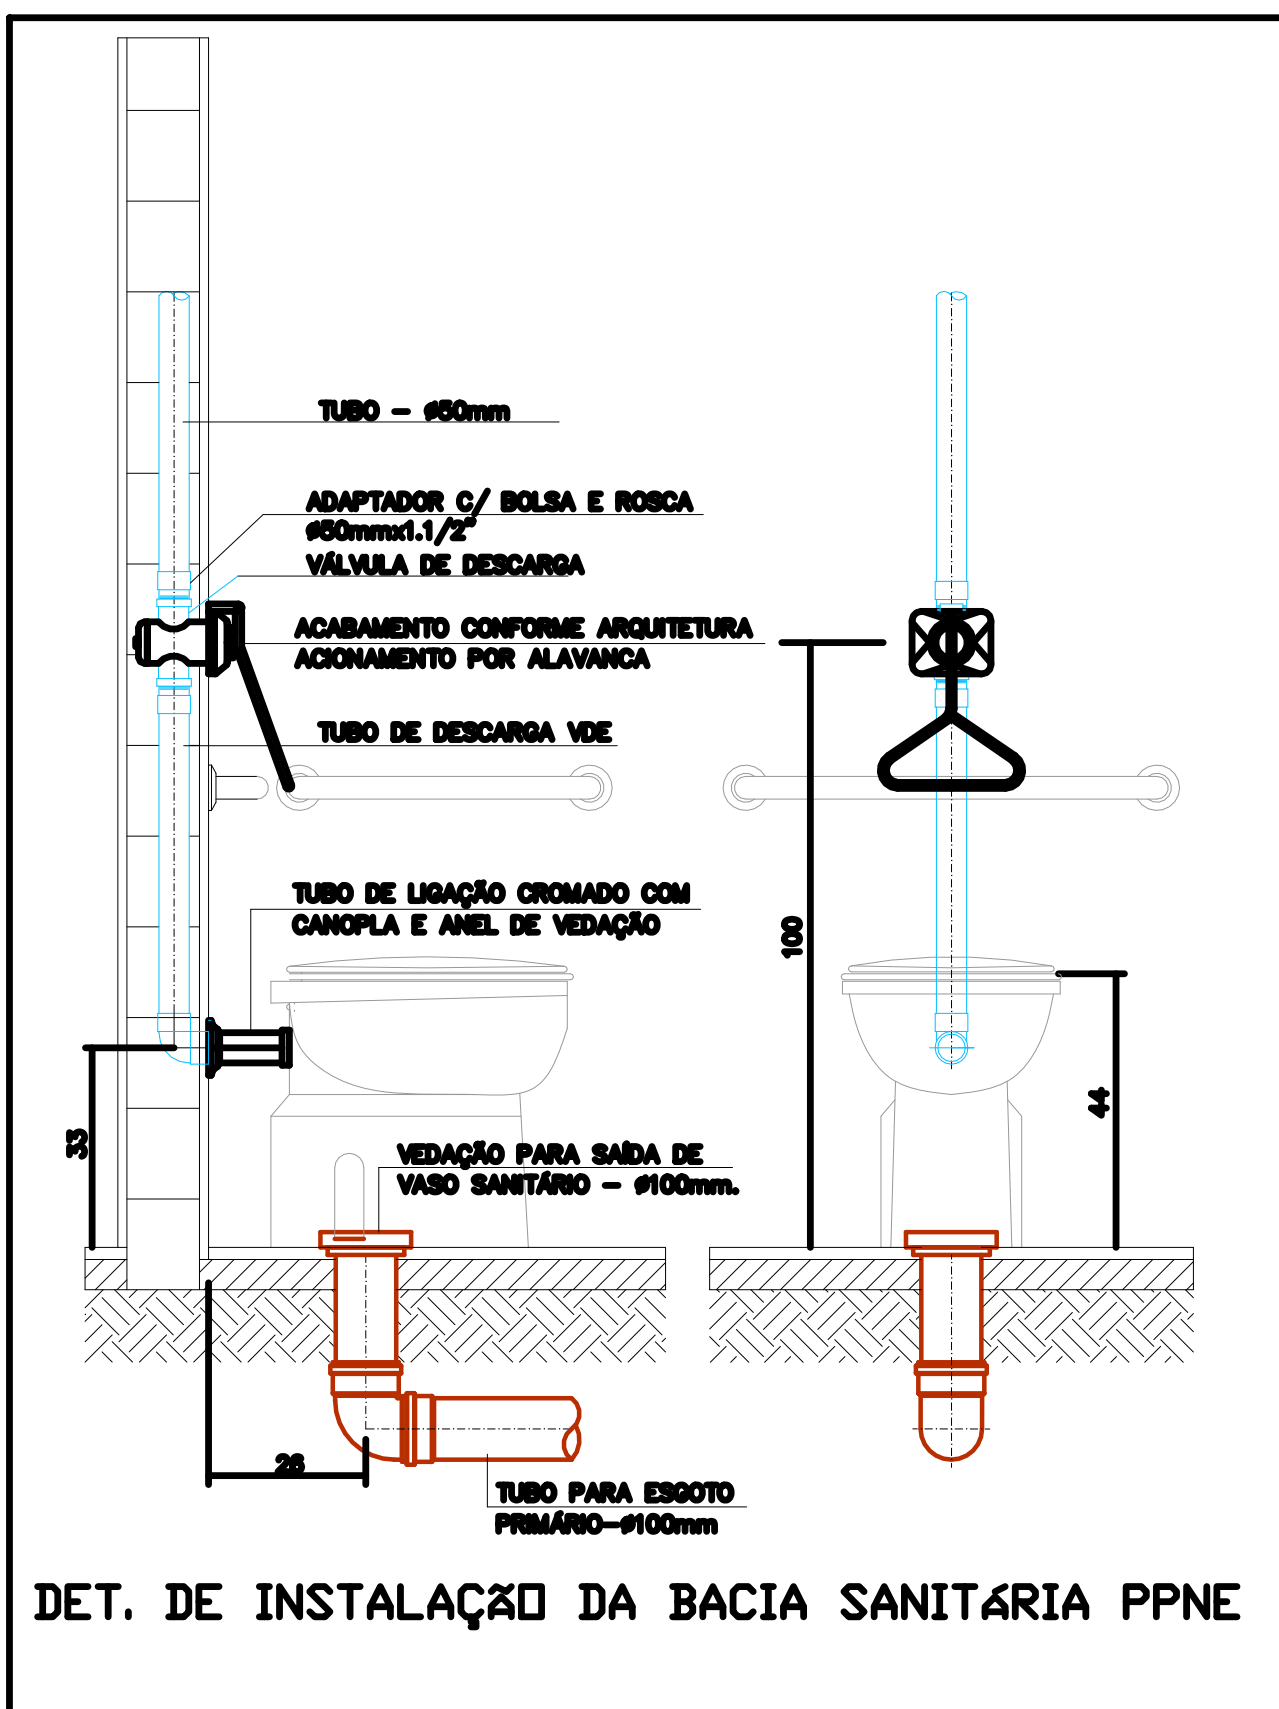 TUBO - ø50mm
ADAPTADOR C/ BOLSA E ROSCA
ø50mmx1.1/2"
VÁLVULA DE DESCARGA
ACABAMENTO CONFORME ARQUITETURA
ACIONAMENTO POR ALAVANCA
TUBO DE DESCARGA VDE
TUBO DE LIGAÇÃO CROMADO COM
CANOPLA E ANEL DE VEDAÇÃO
100
44
33
VEDAÇÃO PARA SAÍDA DE
VASO SANITÁRIO - ø100mm.
26
TUBO PARA ESGOTO
PRIMÁRIO-ø100mm
DET. DE INSTALAÇÃO DA BACIA SANITáRIA PPNE